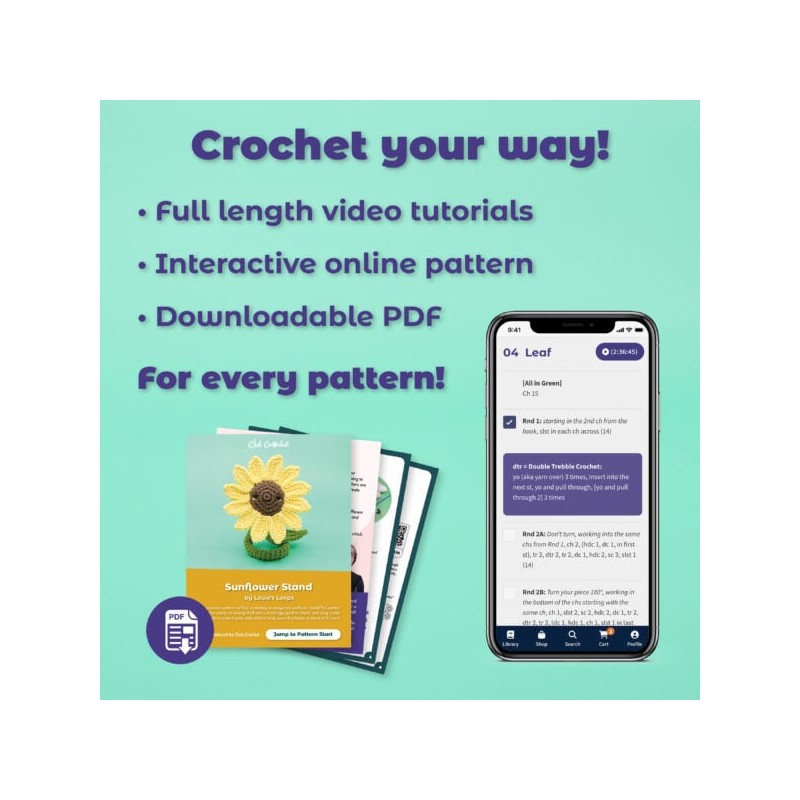 Crochet your way!
• Full length video tutorials
• Interactive online pattern
• Downloadable PDF
For every pattern!
9:41
04 Leaf
(2:36:45)
[All in Green]
Ch 15
Rnd 1: starting in the 2nd ch from the
hook, slst in each ch across (14)
dtr = Double Trebble Crochet:
yo (aka yarn over) 3 times, insert into the
next st, yo and pull through, [yo and pull
through 2] 3 times
Rnd 2A: Don't turn, working into the same
chs from Rnd 1, ch 2, {hdc 1, dc 1, in first
st}, tr 2, dtr 2, tr 2, dc 1, hdc 2, sc 3, slst 1
(14)
Rnd 2B: Turn your piece 180°, working in
the bottom of the chs starting with the
same ch, ch 1, slst 2, sc 2, hdc 2, dc 1, tr 2,
dtr 2, tr 2, {dc 1, hdc 1, ch 1, slst 1 in last
Library
Shop
Search
Cart
Profile
Club Crochet
Sunflower Stand
by Louie's Loops
Jump to Pattern Start
PDF